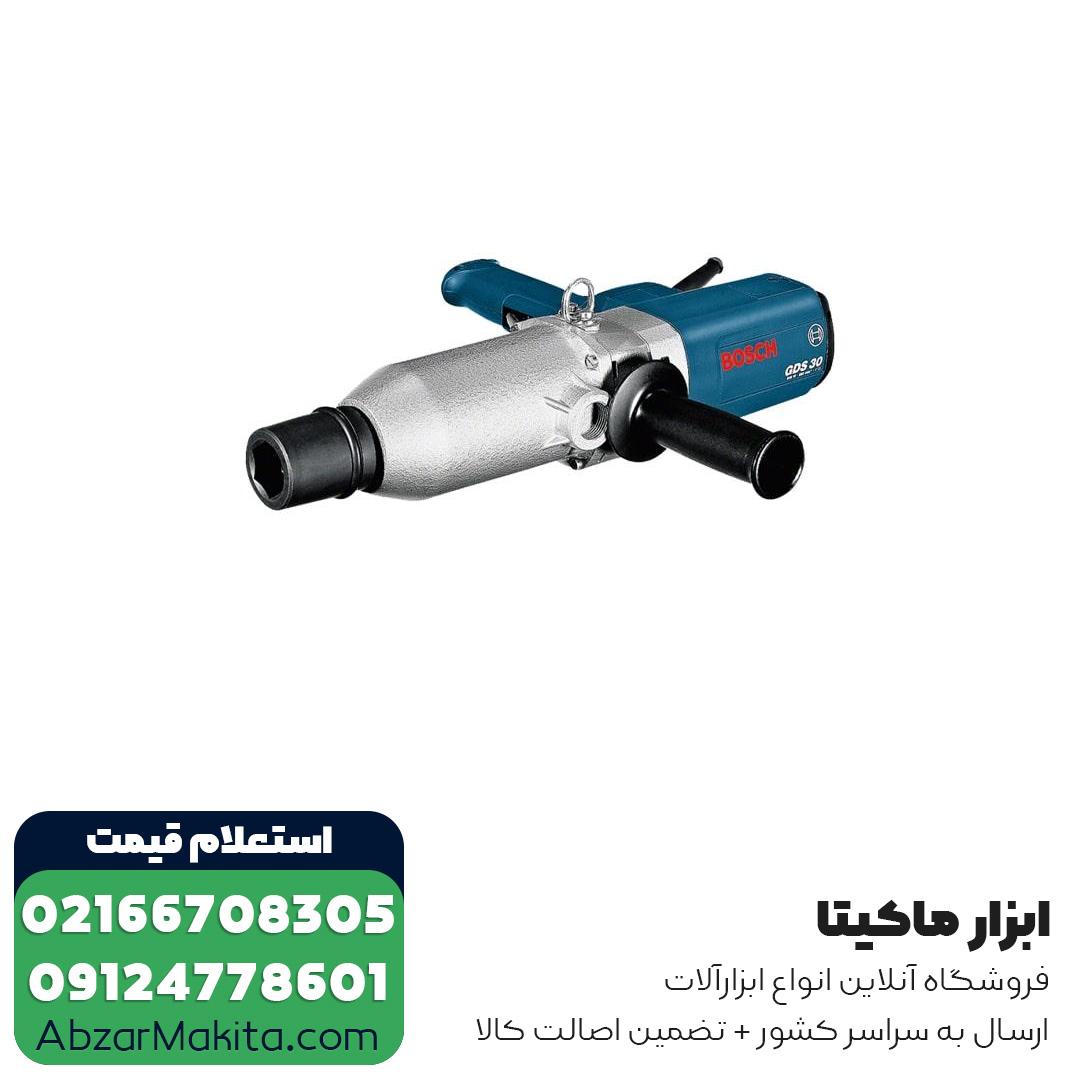 BOSCH
GDS 30
استعلام قیمت
02166708305
09124778601
AbzarMakita.com
ابزار ماکیتا
فروشگاه آنلاین انواع ابزارآلات
ارسال به سراسر کشور + تضمین اصالت کالا